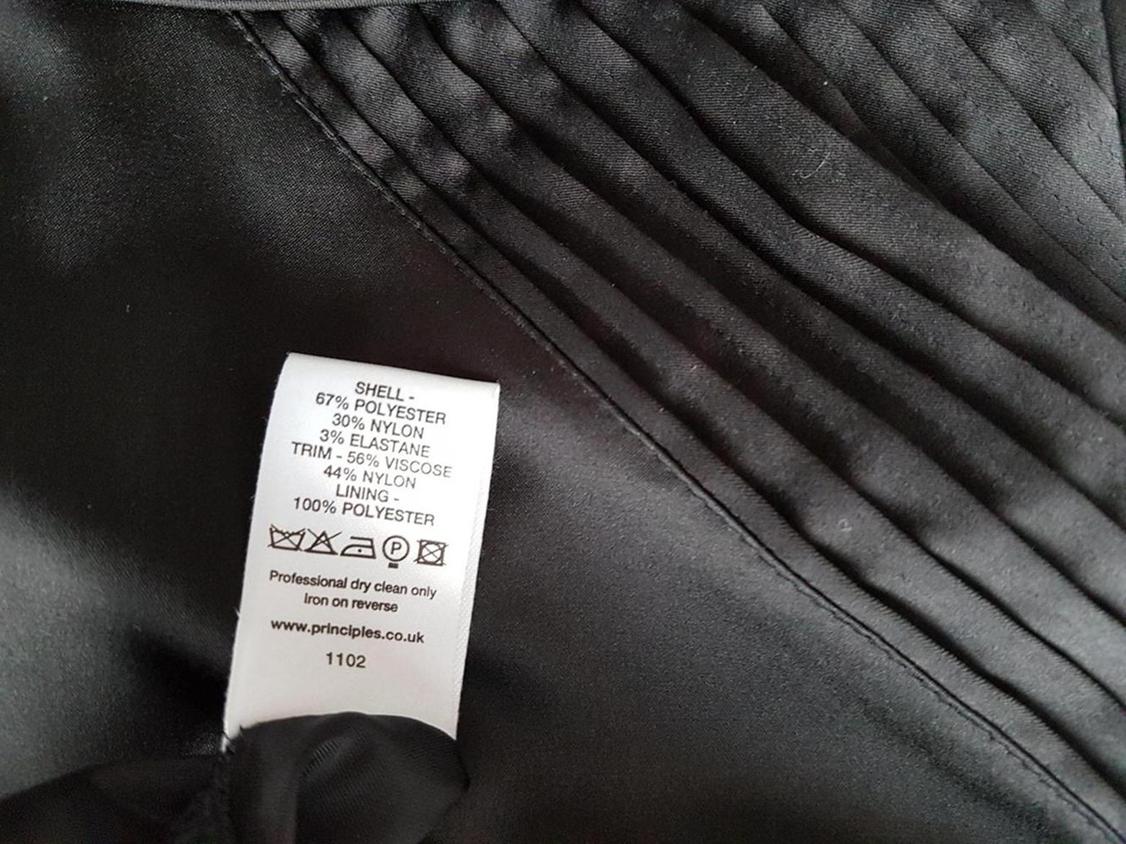 SHELL -
67% POLYESTER
30% NYLON
3% ELASTANE
TRIM - 56% VISCOSE
44% NYLON
LINING -
100% POLYESTER
P
Professional dry clean only
Iron on reverse
www.principles.co.uk
1102